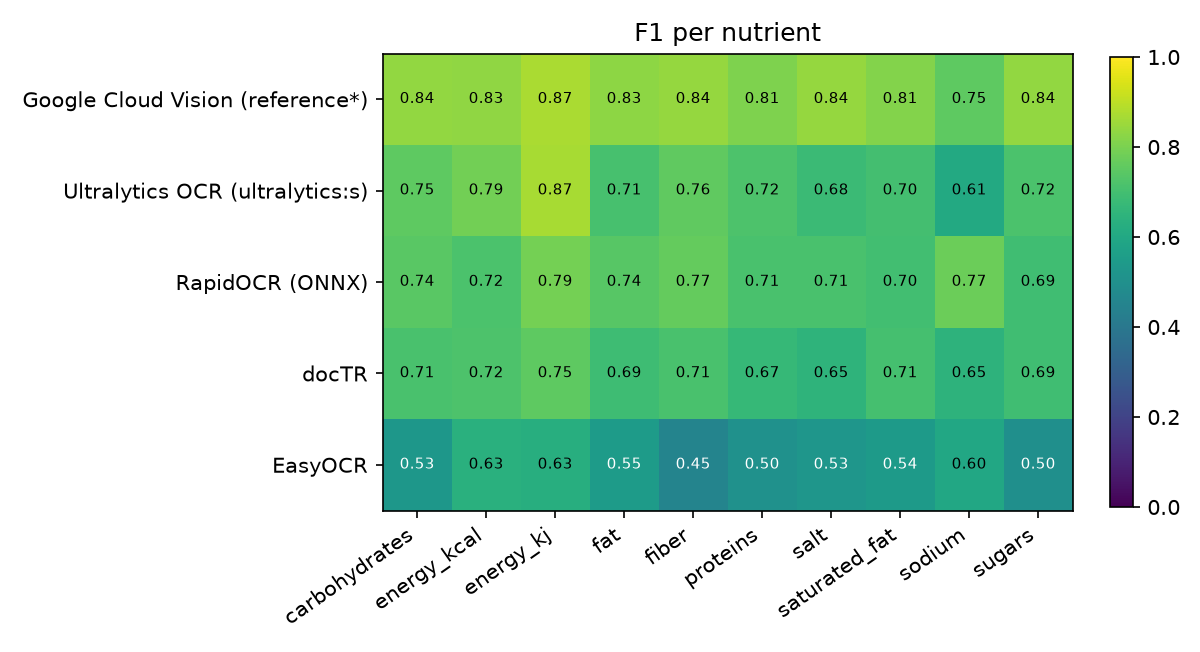 F1 per nutrient
Google Cloud Vision (reference*) 0.84 0.83 0.87 0.83 0.84 0.81 0.84 0.81 0.75 0.84
Ultralytics OCR (ultralytics:s) 0.75 0.79 0.87 0.71 0.76 0.72 0.68 0.70 0.61 0.72
RapidOCR (ONNX) 0.74 0.72 0.79 0.74 0.77 0.71 0.71 0.70 0.77 0.69
docTR 0.71 0.72 0.75 0.69 0.71 0.67 0.65 0.71 0.65 0.69
EasyOCR 0.53 0.63 0.63 0.55 0.45 0.50 0.53 0.54 0.60 0.50
carbohydrates energy_kcal energy_kj fat fiber proteins salt saturated_fat sodium sugars
1.0
0.8
0.6
0.4
0.2
0.0